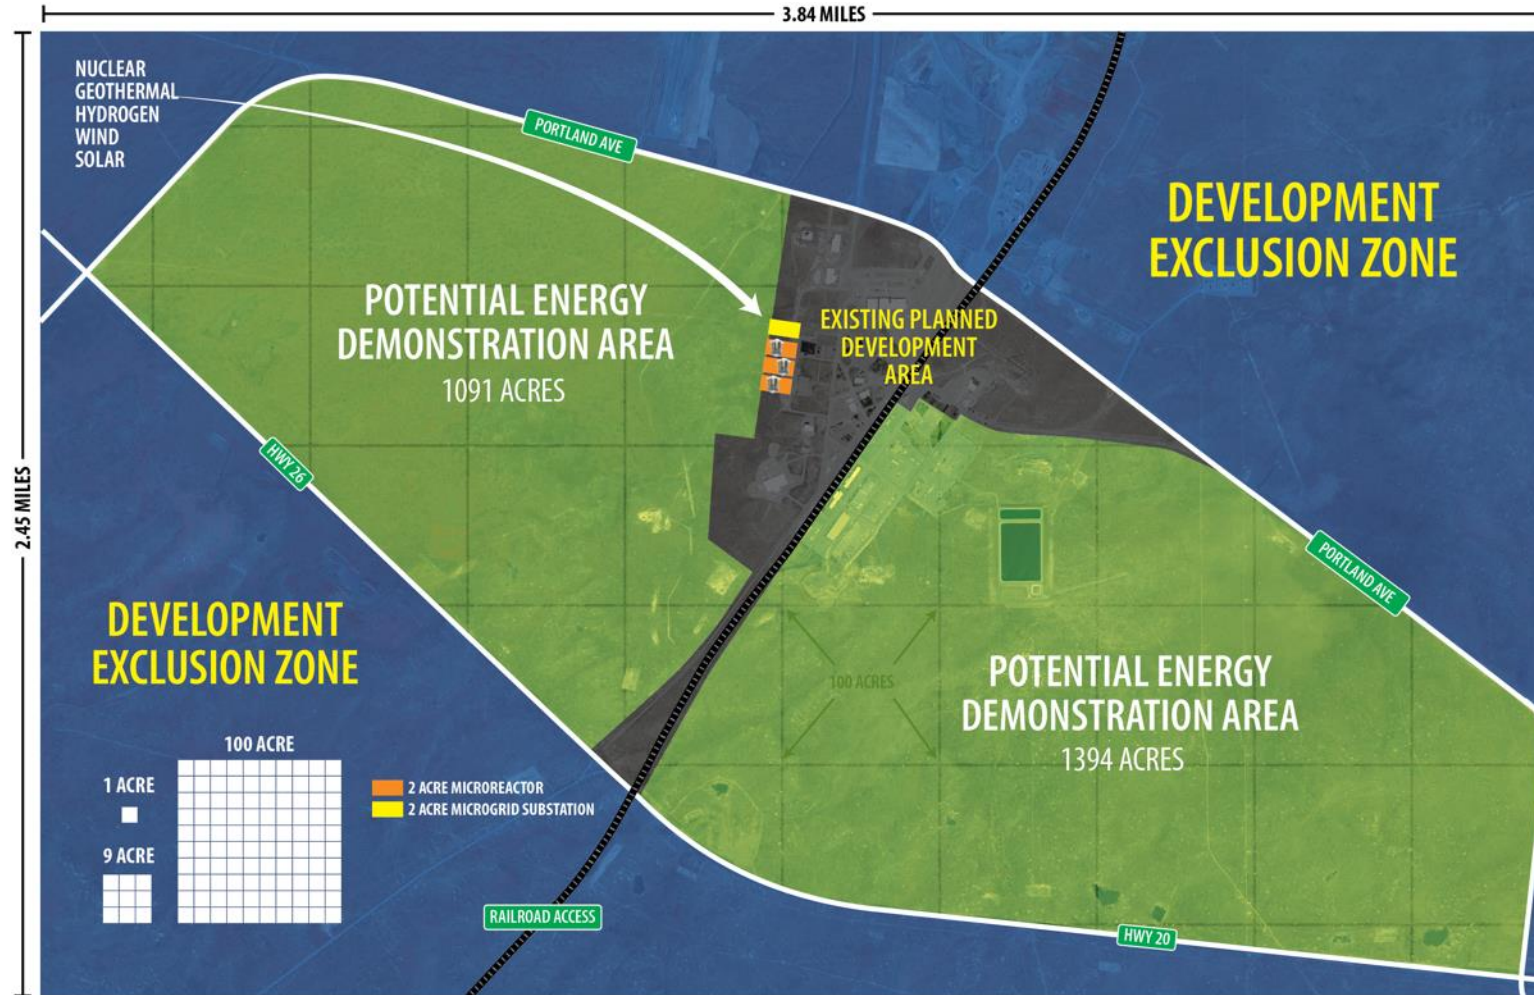 3.84 MILES
NUCLEAR
GEOTHERMAL
HYDROGEN
WIND
SOLAR
PORTLAND AVE
DEVELOPMENT
EXCLUSION ZONE
POTENTIAL ENERGY
DEMONSTRATION AREA
1091 ACRES
EXISTING PLANNED
DEVELOPMENT
AREA
HWY 26
2.45 MILES
PORTLAND AVE
DEVELOPMENT
EXCLUSION ZONE
100 ACRES
POTENTIAL ENERGY
DEMONSTRATION AREA
1394 ACRES
100 ACRE
1 ACRE
9 ACRE
2 ACRE MICROREACTOR
2 ACRE MICROGRID SUBSTATION
RAILROAD ACCESS
HWY 20